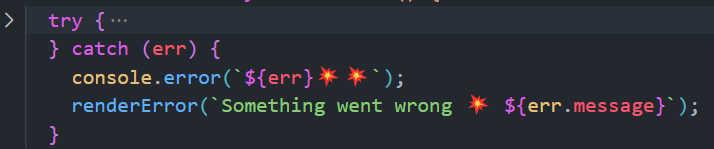 try {…
} catch (err) {
console.error(`${err}💥💥`);
renderError(`Something went wrong 💥 ${err.message}`);
}